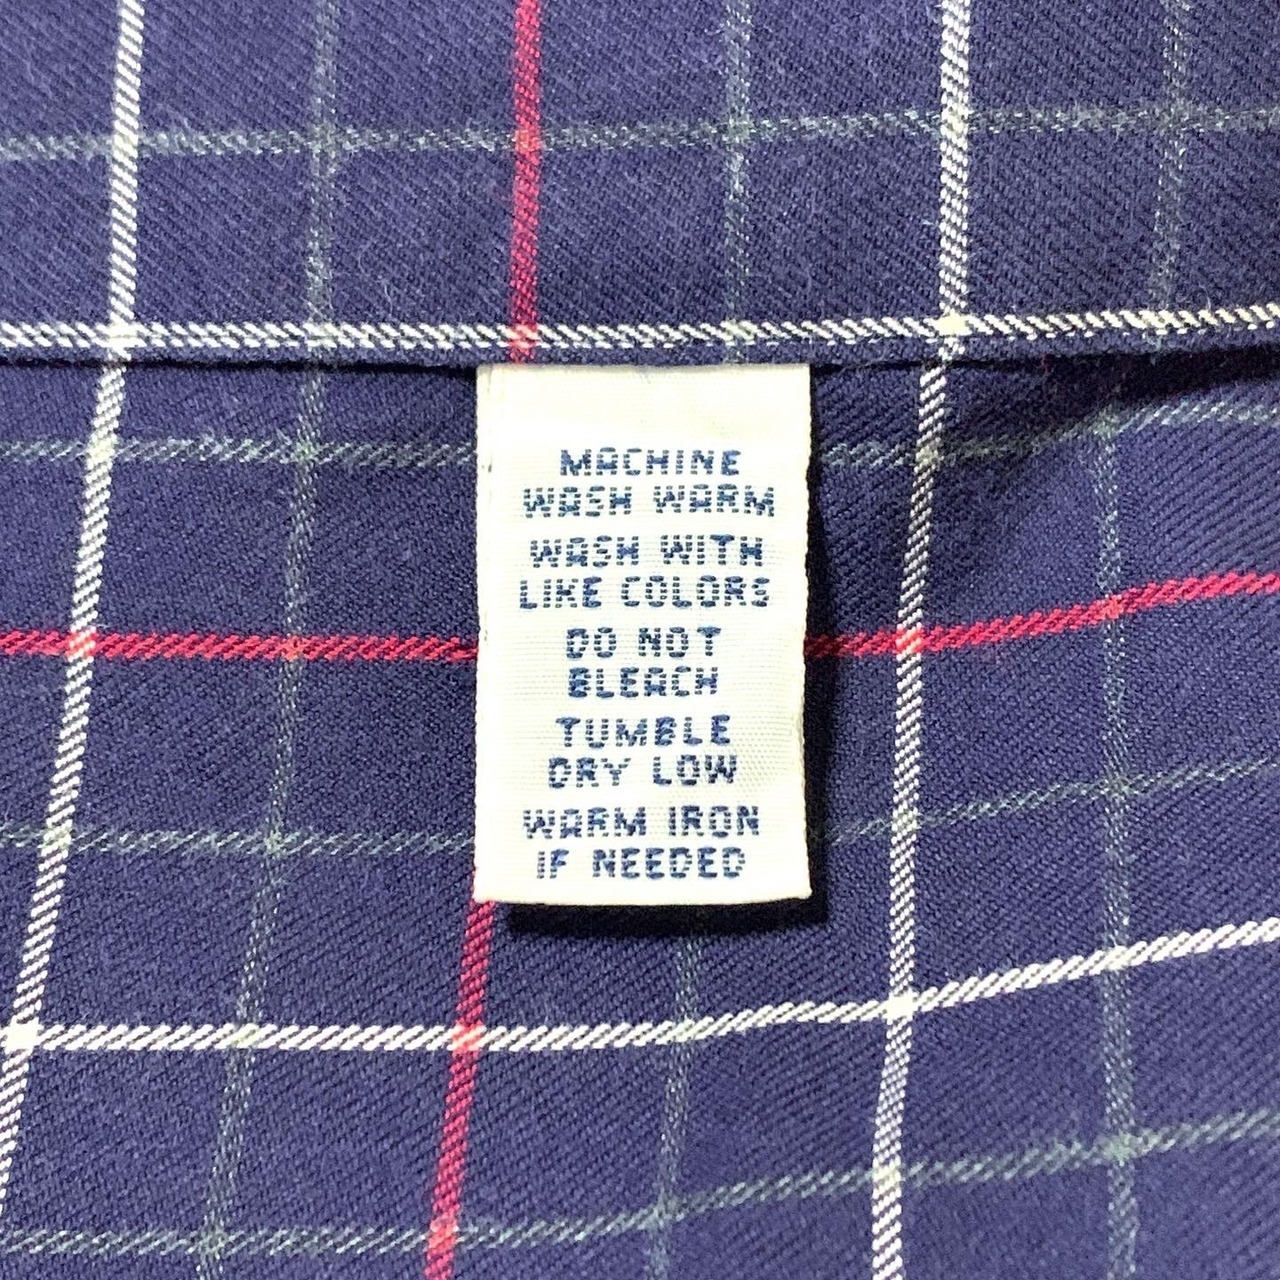 MACHINE
WASH WARM
WASH WITH
LIKE COLORS
DO NOT
BLEACH
TUMBLE
DRY LOW
WARM IRON
IF NEEDED